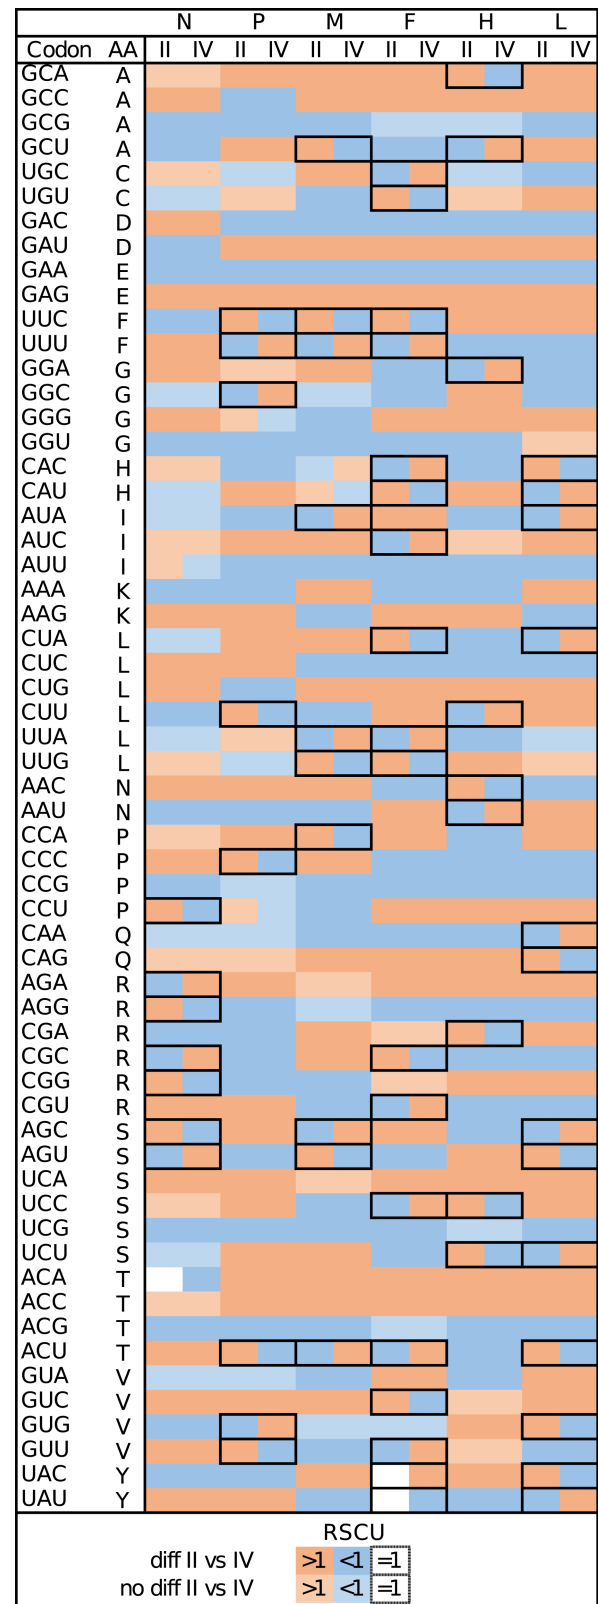 N P M F H L
Codon AA II IV II IV II IV II IV II IV II IV
GCA A
GCC A
GCG A
GCU A
UGC C
UGU C
GAC D
GAU D
GAA E
GAG E
UUC F
UUU F
GGA G
GGC G
GGG G
GGU G
CAC H
CAU H
AUA I
AUC I
AUU I
AAA K
AAG K
CUA L
CUC L
CUG L
CUU L
UUA L
UUG L
AAC N
AAU N
CCA P
CCC P
CCG P
CCU P
CAA Q
CAG Q
AGA R
AGG R
CGA R
CGC R
CGG R
CGU R
AGC S
AGU S
UCA S
UCC S
UCG S
UCU S
ACA T
ACC T
ACG T
ACU T
GUA V
GUC V
GUG V
GUU V
UAC Y
UAU Y
RSCU
diff II vs IV >1 <1 =1
no diff II vs IV >1 <1 =1